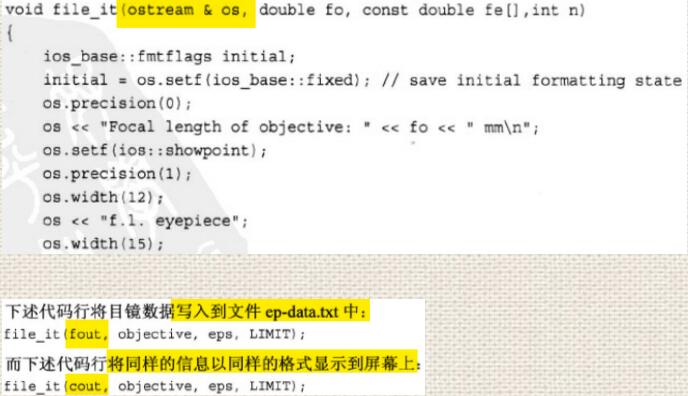 void file_it(ostream & os, double fo, const double fe[],int n)
{
ios_base::fmtflags initial;
initial = os.setf(ios_base::fixed); // save initial formatting state
os.precision(0);
os << "Focal length of objective: " << fo << " mm\n";
os.setf(ios::showpoint);
os.precision(1);
os.width(12);
os << "f.l. eyepiece";
os.width(15);
下述代码行将目镜数据写入到文件 ep-data.txt 中：
file_it(fout, objective, eps, LIMIT);
而下述代码行将同样的信息以同样的格式显示到屏幕上：
file_it(cout, objective, eps, LIMIT);